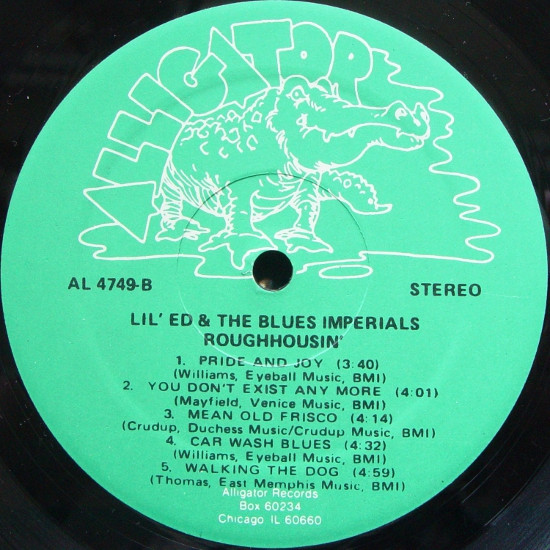 ALLIGATOR
AL 4749-B
STEREO
LIL' ED & THE BLUES IMPERIALS
ROUGHHOUSIN'
1. PRIDE AND JOY (3:40)
(Williams, Eyeball Music, BMI)
2. YOU DON'T EXIST ANY MORE (4:01)
(Mayfield, Venice Music, BMI)
3. MEAN OLD FRISCO (4:14)
(Crudup, Duchess Music/Crudup Music, BMI)
4. CAR WASH BLUES (4:32)
(Williams, Eyeball Music, BMI)
5. WALKING THE DOG (4:59)
(Thomas, East Memphis Music, BMI)
Alligator Records
Box 60234
Chicago IL 60660